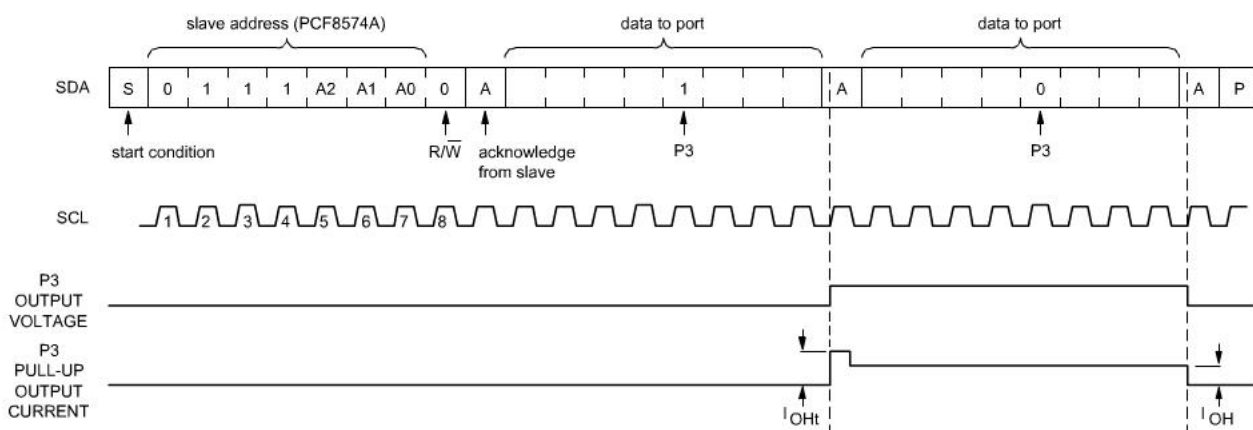 slave address (PCF8574A) data to port data to port
SDA S 0 1 1 1 A2 A1 A0 0 A 1 A 0 A P
start condition R/W̅ acknowledge from slave P3 P3
SCL 1 2 3 4 5 6 7 8
P3
OUTPUT
VOLTAGE
P3
PULL-UP
OUTPUT
CURRENT
IOHt IOH